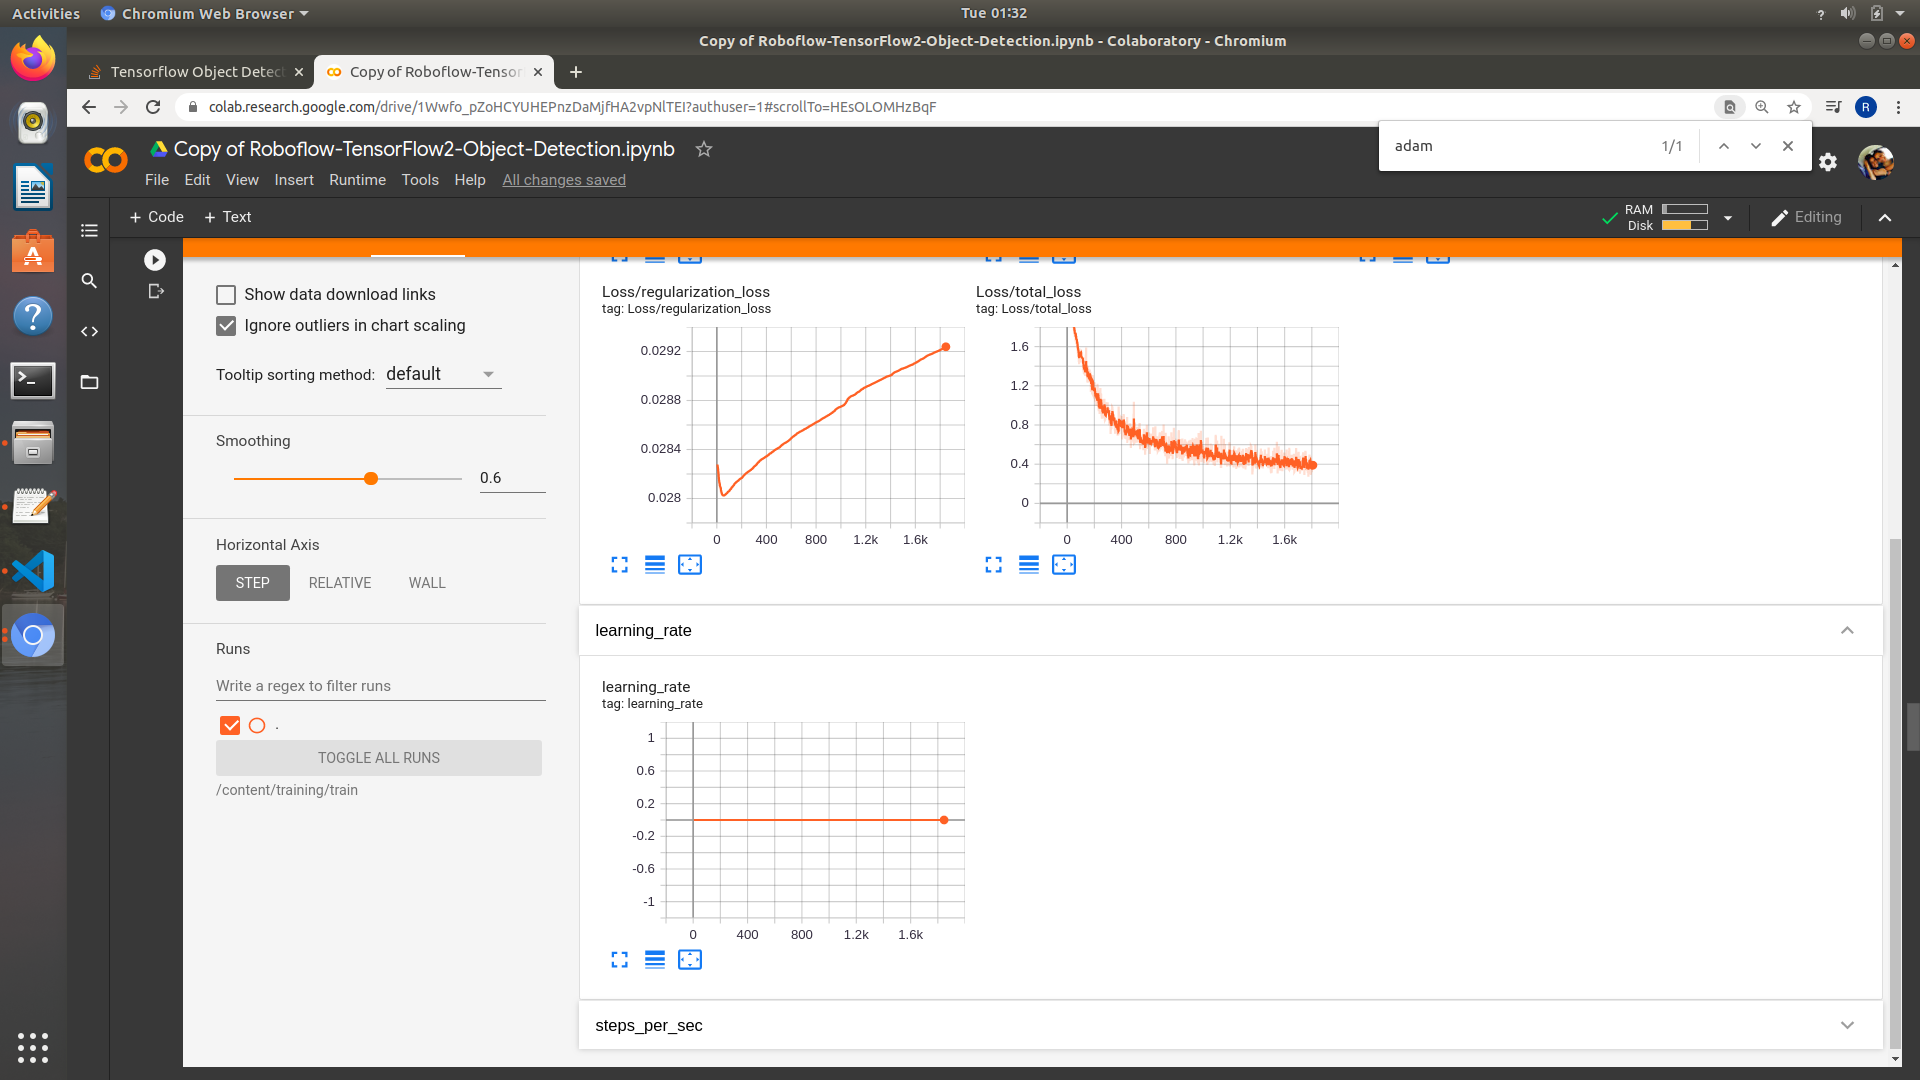 Activities
Chromium Web Browser
Tue 01:32
Copy of Roboflow-TensorFlow2-Object-Detection.ipynb - Colaboratory - Chromium
Tensorflow Object Detect
Copy of Roboflow-Tensor
colab.research.google.com/drive/1Wwfo_pZoHCYUHEPnzDaMjfHA2vpNlTEI?authuser=1#scrollTo=HEsOLOMHzBqF
R
adam
1/1
Copy of Roboflow-TensorFlow2-Object-Detection.ipynb
File Edit View Insert Runtime Tools Help All changes saved
+ Code + Text
RAM
Disk
Editing
Show data download links
Ignore outliers in chart scaling
Tooltip sorting method: default
Smoothing
0.6
Horizontal Axis
STEP RELATIVE WALL
Runs
Write a regex to filter runs
.
TOGGLE ALL RUNS
/content/training/train
Loss/regularization_loss
tag: Loss/regularization_loss
0.0292
0.0288
0.0284
0.028
0 400 800 1.2k 1.6k
Loss/total_loss
tag: Loss/total_loss
1.6
1.2
0.8
0.4
0
0 400 800 1.2k 1.6k
learning_rate
learning_rate
tag: learning_rate
1
0.6
0.2
-0.2
-0.6
-1
0 400 800 1.2k 1.6k
steps_per_sec